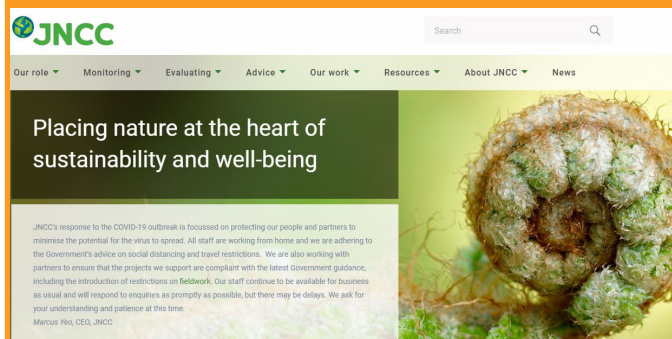 JNCC
Search
Our role Monitoring Evaluating Advice Our work Resources About JNCC News
Placing nature at the heart of
sustainability and well-being
JNCC's response to the COVID-19 outbreak is focussed on protecting our people and partners to
minimise the potential for the virus to spread. All staff are working from home and we are adhering to
the Government's advice on social distancing and travel restrictions. We are also working with
partners to ensure that the projects we support are compliant with the latest Government guidance,
including the introduction of restrictions on fieldwork. Our staff continue to be available for business
as usual and will respond to enquiries as promptly as possible, but there may be delays. We ask for
your understanding and patience at this time.
Marcus Yeo, CEO, JNCC